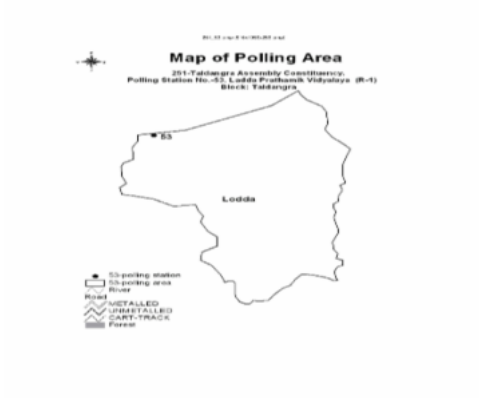 Map of Polling Area
251-Taldangra Assembly Constituency.
Polling Station No.-53, Ladda Prathamik Vidyalaya (R-1)
Block: Taldangra
53
Lodda
53-polling station
53-polling area
River
Road
METALLED
UNMETALLED
CART-TRACK
Forest